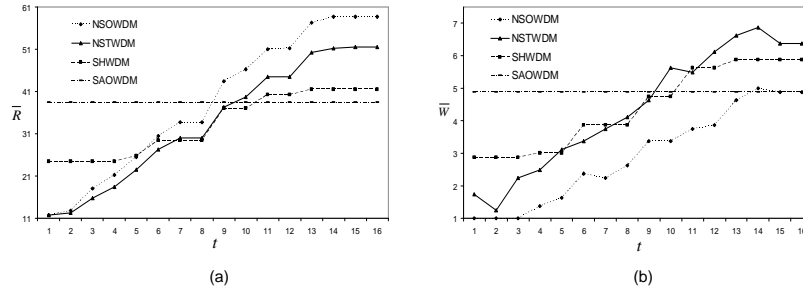 61
51
41
31
21
11
R
NSOWDM
NSTWDM
SHWDM
SAOWDM
1 2 3 4 5 6 7 8 9 10 11 12 13 14 15 16
t
(a)
7
6
5
4
3
2
1
W
NSOWDM
NSTWDM
SHWDM
SAOWDM
1 2 3 4 5 6 7 8 9 10 11 12 13 14 15 16
t
(b)